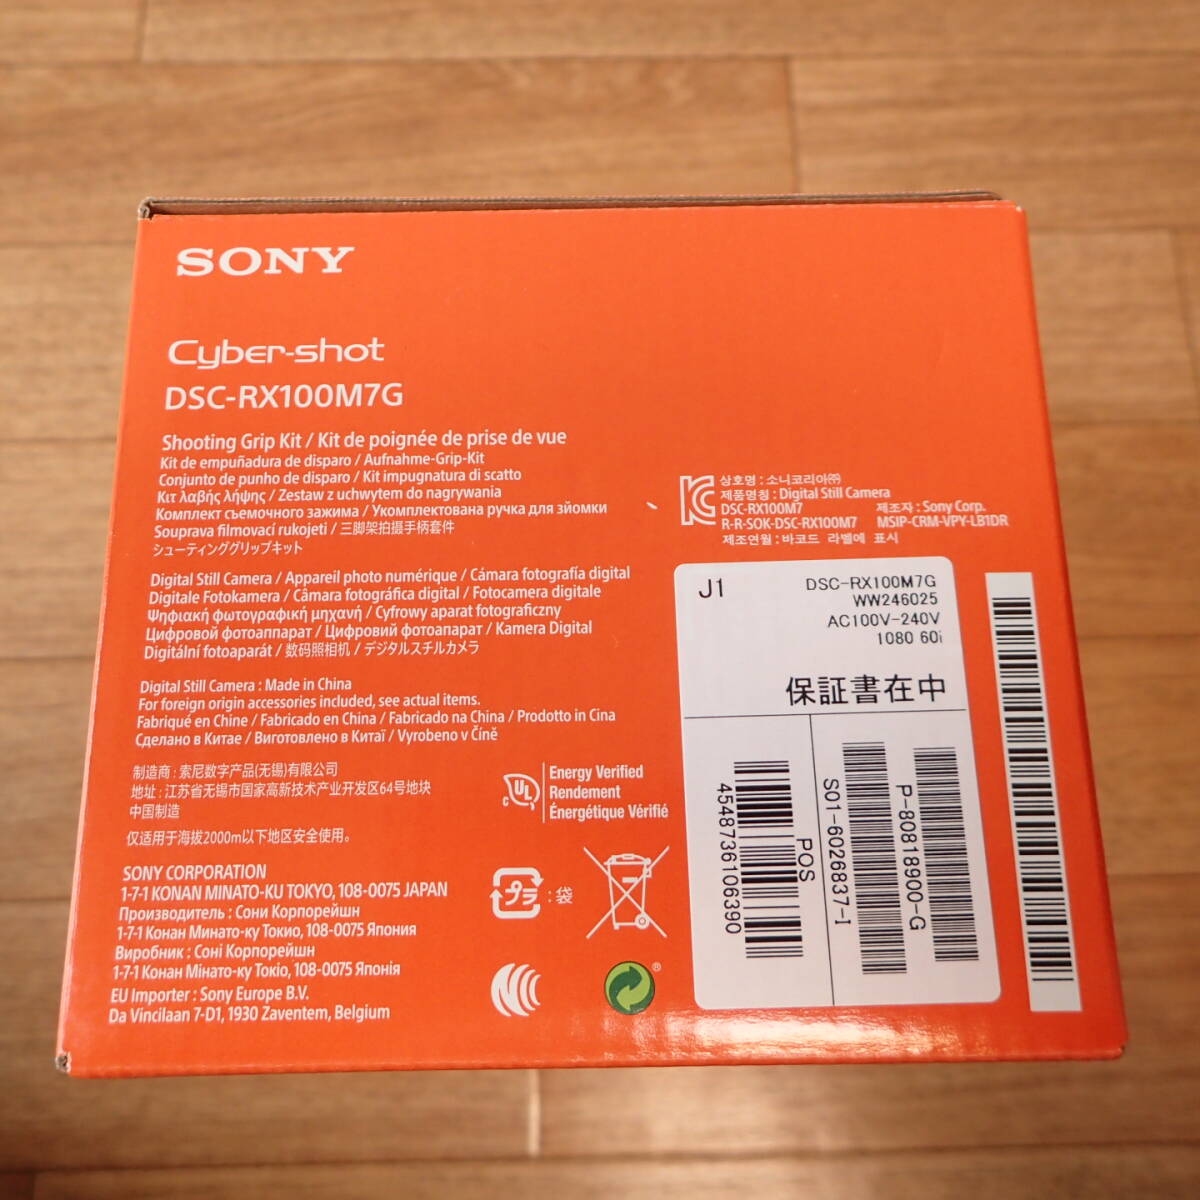 SONY
Cyber-shot
DSC-RX100M7G
Shooting Grip Kit / Kit de poignée de prise de vue
Kit de empuñadura de disparo / Aufnahme-Grip-Kit
Conjunto de punho de disparo / Kit impugnatura di scatto
Κιτ λαβής λήψης / Zestaw z uchwytem do nagrywania
Комплект съемочного зажима / Укомплектована ручка для зйомки
Souprava filmovací rukojeti / 三脚架拍摄手柄套件
シューティンググリップキット
Digital Still Camera / Appareil photo numérique / Cámara fotografía digital
Digitale Fotokamera / Câmara fotográfica digital / Fotocamera digitale
Ψηφιακή φωτογραφική μηχανή / Cyfrowy aparat fotograficzny
Цифровой фотоаппарат / Цифровий фотоапарат / Kamera Digital
Digitální fotoaparát / 数码照相机 / デジタルスチルカメラ
Digital Still Camera : Made in China
For foreign origin accessories included, see actual items.
Fabriqué en Chine / Fabricado en China / Fabricado na China / Prodotto in Cina
Сделано в Китае / Виготовлено в Китаї / Vyrobeno v Číně
制造商 : 索尼数字产品(无锡)有限公司
地址 : 江苏省无锡市国家高新技术产业开发区64号地块
中国制造
仅适用于海拔2000m以下地区安全使用。
SONY CORPORATION
1-7-1 KONAN MINATO-KU TOKYO, 108-0075 JAPAN
Производитель : Сони Корпорейшн
1-7-1 Конан Минато-ку Токио, 108-0075 Япония
Виробник : Соні Корпорейшн
1-7-1 Конан Мінато-ку Токіо, 108-0075 Японія
EU Importer : Sony Europe B.V.
Da Vincilaan 7-D1, 1930 Zaventem, Belgium
C UL
Energy Verified
Rendement
Énergétique Vérifié
プラ : 袋
®
상호명 : 소니코리아㈜
제품명칭 : Digital Still Camera
DSC-RX100M7 제조자 : Sony Corp.
R-R-SOK-DSC-RX100M7 MSIP-CRM-VPY-LB1DR
제조연월 : 바코드 라벨에 표시
J1
DSC-RX100M7G
WW246025
AC100V-240V
1080 60i
保証書在中
4548736106390
POS
S01-6026837-I
P-80818900-G